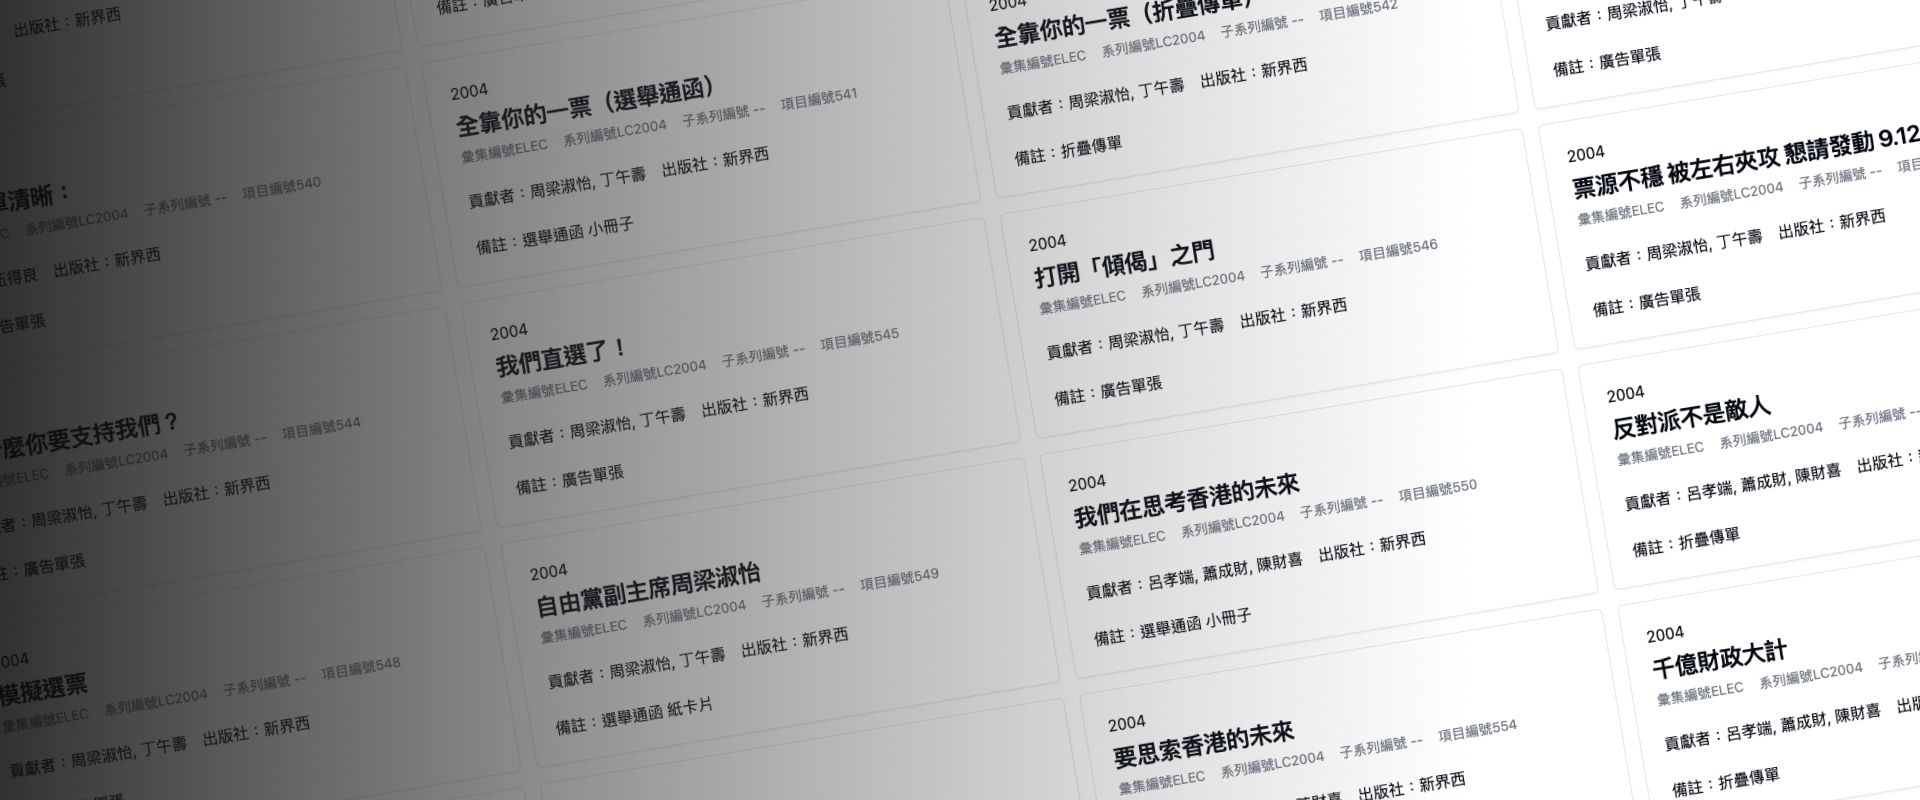 出版社：新界西
單清晰：
系列編號LC2004 子系列編號 -- 項目編號540
伍得良 出版社：新界西
告單張
麼你要支持我們？
系列編號LC2004 子系列編號 -- 項目編號544
者：周梁淑怡, 丁午壽 出版社：新界西
註：廣告單張
模擬選票
彙集編號ELEC 系列編號LC2004 子系列編號 -- 項目編號548
貢獻者：周梁淑怡, 丁午壽 出版社：新界西
2004
全靠你的一票（選舉通函）
彙集編號ELEC 系列編號LC2004 子系列編號 -- 項目編號541
貢獻者：周梁淑怡, 丁午壽 出版社：新界西
備註：選舉通函 小冊子
2004
我們直選了！
彙集編號ELEC 系列編號LC2004 子系列編號 -- 項目編號545
貢獻者：周梁淑怡, 丁午壽 出版社：新界西
備註：廣告單張
2004
自由黨副主席周梁淑怡
彙集編號ELEC 系列編號LC2004 子系列編號 -- 項目編號549
貢獻者：周梁淑怡, 丁午壽 出版社：新界西
備註：選舉通函 紙卡片
2004
全靠你的一票（折疊傳單）
彙集編號ELEC 系列編號LC2004 子系列編號 -- 項目編號542
貢獻者：周梁淑怡, 丁午壽 出版社：新界西
備註：折疊傳單
2004
打開「傾偈」之門
彙集編號ELEC 系列編號LC2004 子系列編號 -- 項目編號546
貢獻者：周梁淑怡, 丁午壽 出版社：新界西
備註：廣告單張
2004
我們在思考香港的未來
彙集編號ELEC 系列編號LC2004 子系列編號 -- 項目編號550
貢獻者：呂孝端, 蕭成財, 陳財喜 出版社：新界西
備註：選舉通函 小冊子
2004
要思索香港的未來
彙集編號ELEC 系列編號LC2004 子系列編號 -- 項目編號554
出版社：新界西
貢獻者：周梁淑怡, 丁午壽
備註：廣告單張
2004
票源不穩 被左右夾攻 懇請發動 9.12
彙集編號ELEC 系列編號LC2004 子系列編號 -- 項目
貢獻者：周梁淑怡, 丁午壽 出版社：新界西
備註：廣告單張
2004
反對派不是敵人
彙集編號ELEC 系列編號LC2004 子系列編號 --
貢獻者：呂孝端, 蕭成財, 陳財喜 出版社：
備註：折疊傳單
2004
千億財政大計
彙集編號ELEC 系列編號LC2004 子系列
貢獻者：呂孝端, 蕭成財, 陳財喜 出版
備註：折疊傳單